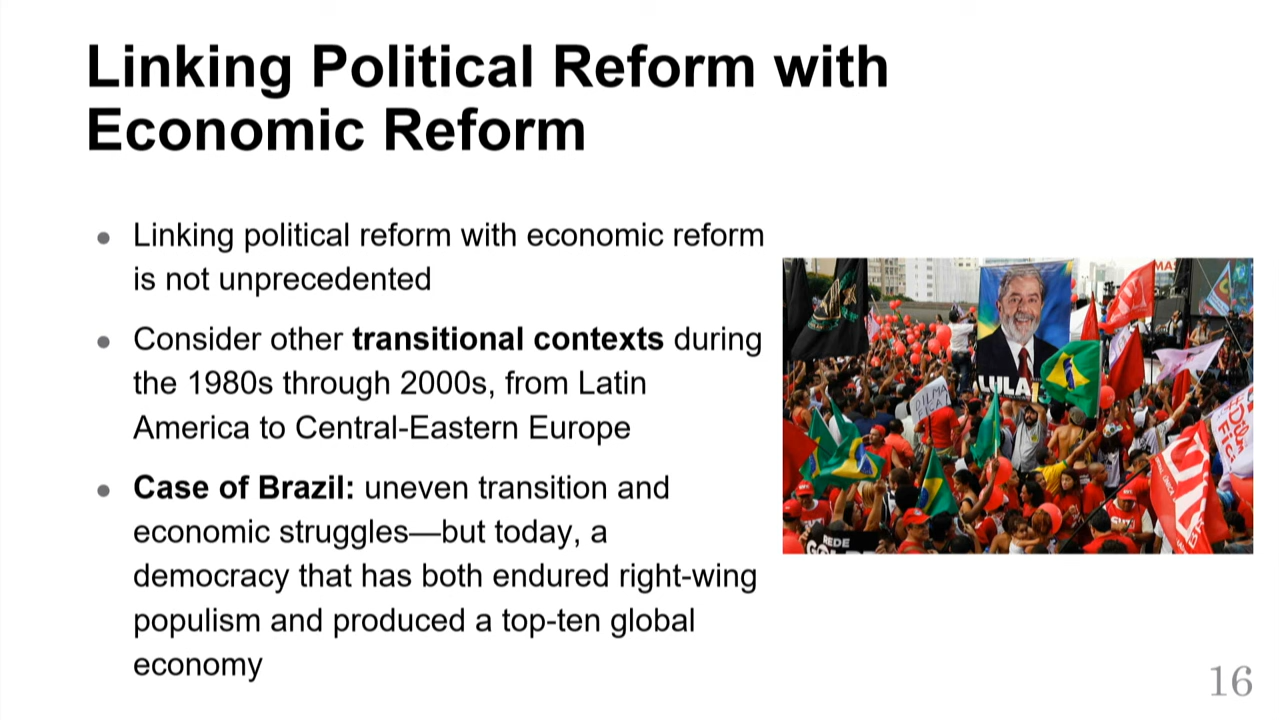 Linking Political Reform with
Economic Reform
● Linking political reform with economic reform
is not unprecedented
● Consider other transitional contexts during
the 1980s through 2000s, from Latin
America to Central-Eastern Europe
● Case of Brazil: uneven transition and
economic struggles—but today, a
democracy that has both endured right-wing
populism and produced a top-ten global
economy
LULA
16